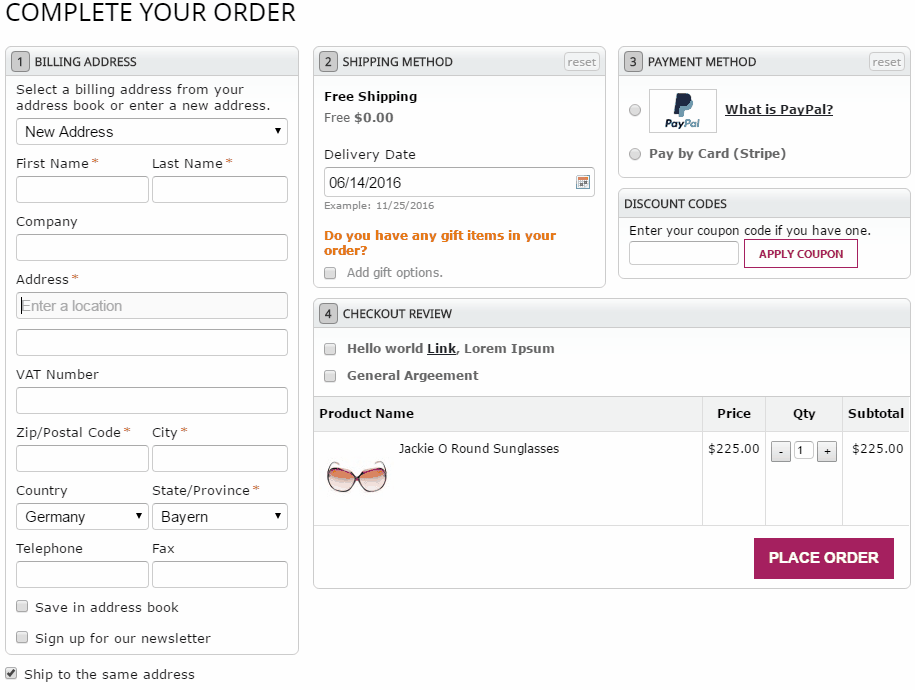 COMPLETE YOUR ORDER
1 BILLING ADDRESS
Select a billing address from your
address book or enter a new address.
New Address
First Name* Last Name*
Company
Address*
Enter a location
VAT Number
Zip/Postal Code* City*
Country State/Province*
Germany Bayern
Telephone Fax
Save in address book
Sign up for our newsletter
Ship to the same address
2 SHIPPING METHOD reset
Free Shipping
Free $0.00
Delivery Date
06/14/2016
Example: 11/25/2016
Do you have any gift items in your
order?
Add gift options.
3 PAYMENT METHOD reset
PayPal What is PayPal?
Pay by Card (Stripe)
DISCOUNT CODES
Enter your coupon code if you have one.
APPLY COUPON
4 CHECKOUT REVIEW
Hello world Link, Lorem Ipsum
General Argeement
Product Name Price Qty Subtotal
Jackie O Round Sunglasses $225.00 - 1 + $225.00
PLACE ORDER